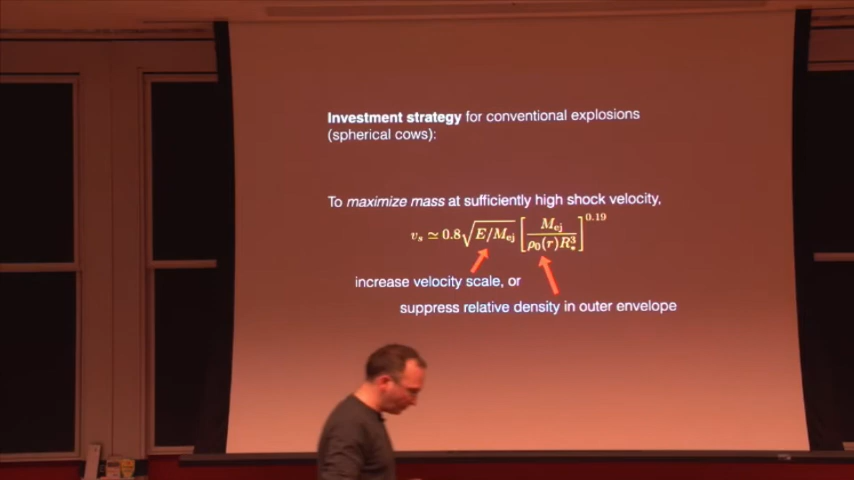 Investment strategy for conventional explosions
(spherical cows):
To maximize mass at sufficiently high shock velocity,
v_s ≃ 0.8√(E/M_ej) [M_ej / ρ_0(r)R_*^3]^0.19
increase velocity scale, or
suppress relative density in outer envelope